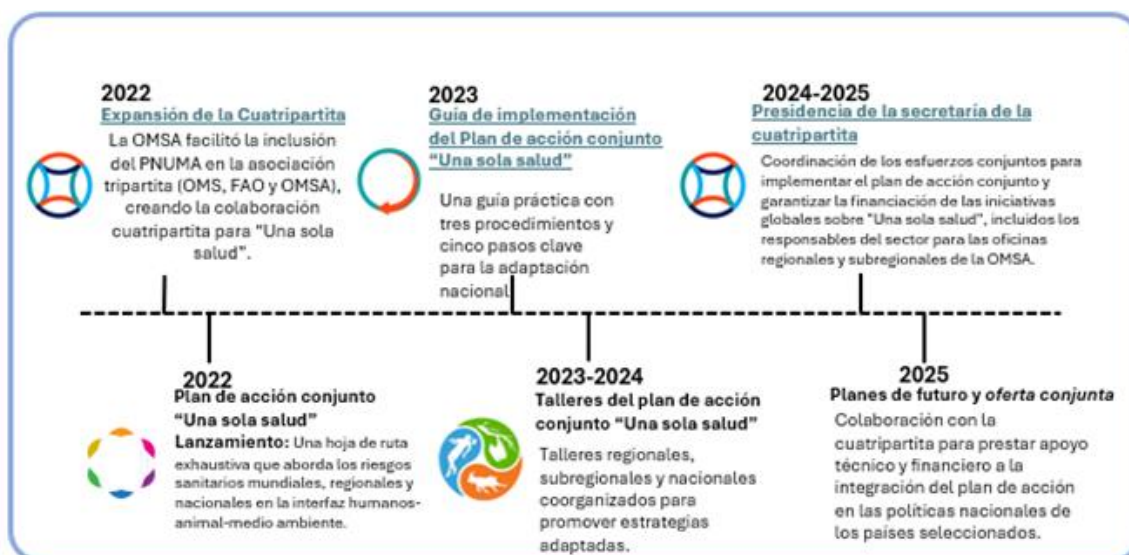 2022
Expansión de la Cuatripartita
La OMSA facilitó la inclusión
del PNUMA en la asociación
tripartita (OMS, FAO y OMSA),
creando la colaboración
cuatripartita para “Una sola
salud”.
2023
Guía de implementación
del Plan de acción conjunto
“Una sola salud”
Una guía práctica con
tres procedimientos y
cinco pasos clave
para la adaptación
nacional
2024-2025
Presidencia de la secretaría de la
cuatripartita
Coordinación de los esfuerzos conjuntos para
implementar el plan de acción conjunto y
garantizar la financiación de las iniciativas
globales sobre “Una sola salud”, incluidos los
responsables del sector para las oficinas
regionales y subregionales de la OMSA.
2022
Plan de acción conjunto
“Una sola salud”
Lanzamiento: Una hoja de ruta
exhaustiva que aborda los riesgos
sanitarios mundiales, regionales y
nacionales en la interfaz humanos-
animal-medio ambiente.
2023-2024
Talleres del plan de acción
conjunto “Una sola salud”
Talleres regionales,
subregionales y nacionales
coorganizados para
promover estrategias
adaptadas.
2025
Planes de futuro y oferta conjunta
Colaboración con la
cuatripartita para prestar apoyo
técnico y financiero a la
integración del plan de acción
en las políticas nacionales de
los países seleccionados.